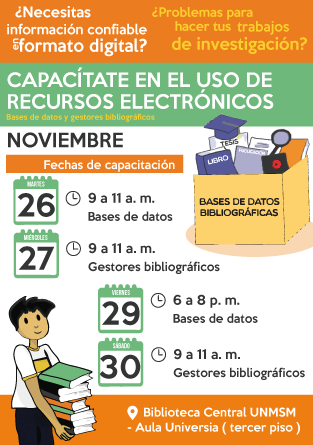 ¿Necesitas
información confiable
en formato digital?
¿Problemas para
hacer tus trabajos
de investigación?
CAPACÍTATE EN EL USO DE
RECURSOS ELECTRÓNICOS
Bases de datos y gestores bibliográficos
NOVIEMBRE
Fechas de capacitación
MARTES
26
9 a 11 a. m.
Bases de datos
MIÉRCOLES
27
9 a 11 a. m.
Gestores bibliográficos
VIERNES
29
6 a 8 p. m.
Bases de datos
SÁBADO
30
9 a 11 a. m.
Gestores bibliográficos
TESIS
LIBRO
BASES DE DATOS
BIBLIOGRÁFICAS
Biblioteca Central UNMSM
- Aula Universia ( tercer piso )